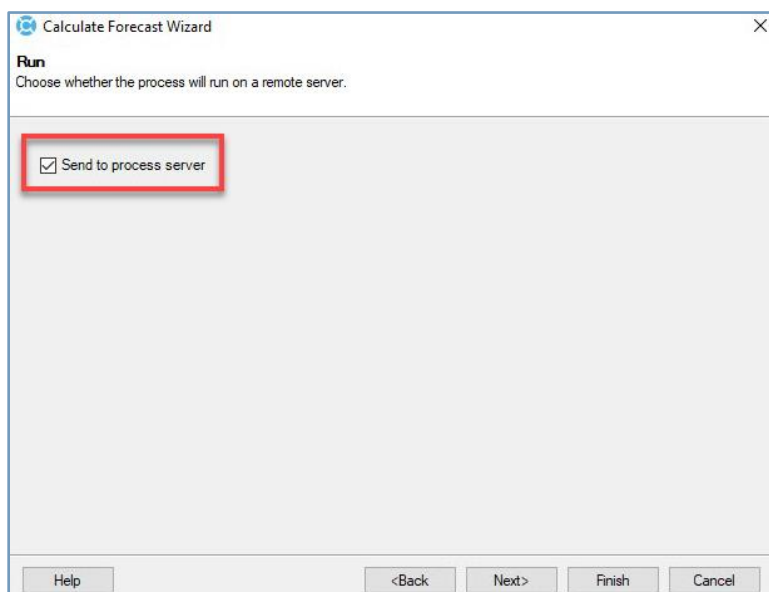 Calculate Forecast Wizard
Run
Choose whether the process will run on a remote server.
Send to process server
Help
<Back
Next>
Finish
Cancel